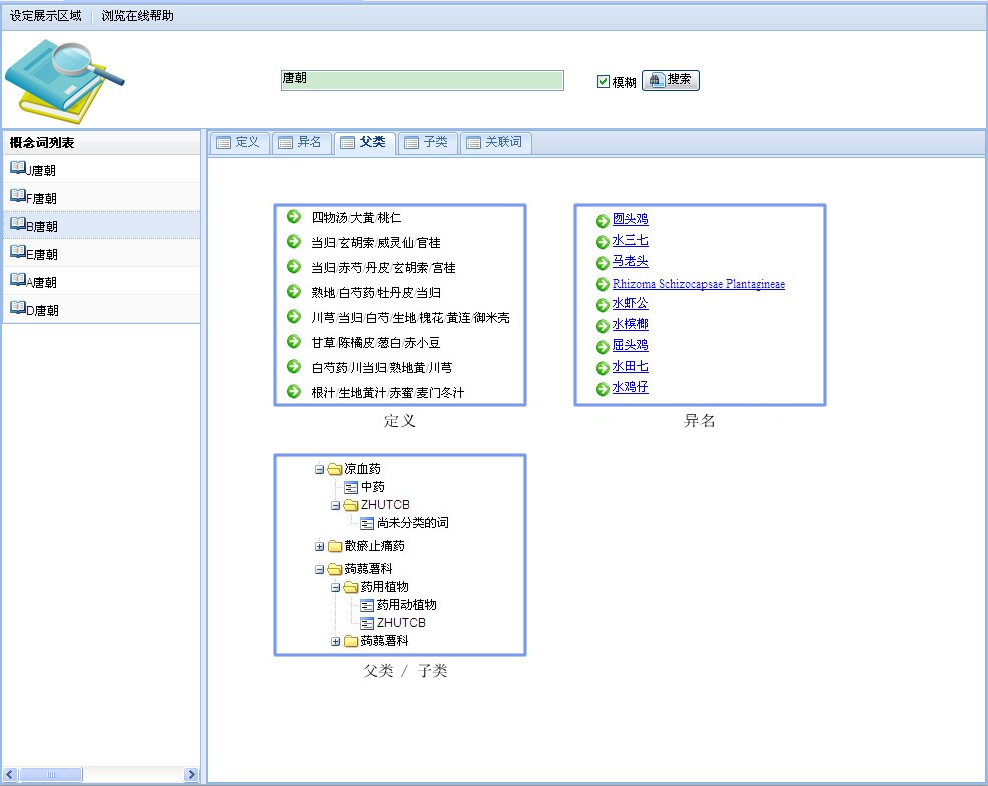 设定展示区域 浏览在线帮助
唐朝
模糊 搜索
概念词列表
J唐朝
F唐朝
B唐朝
E唐朝
A唐朝
D唐朝
定义 异名 父类 子类 关联词
四物汤/大黄/桃仁
当归/玄胡索/威灵仙/官桂
当归/赤芍/丹皮/玄胡索/宫桂
熟地/白芍药/牡丹皮/当归
川芎/当归/白芍/生地/槐花/黄连/御米壳
甘草/陈橘皮/葱白/赤小豆
白芍药/川当归/熟地黄/川芎
根汁/生地黄汁/赤蜜/麦门冬汁
定义
圆头鸡
水三七
马老头
Rhizoma Schizocapsae Plantagineae
水虾公
水槟榔
屈头鸡
水田七
水鸡仔
异名
凉血药
中药
ZHUTCB
尚未分类的词
散瘀止痛药
蒟蒻薯科
药用植物
药用动植物
ZHUTCB
蒟蒻薯科
父类 / 子类